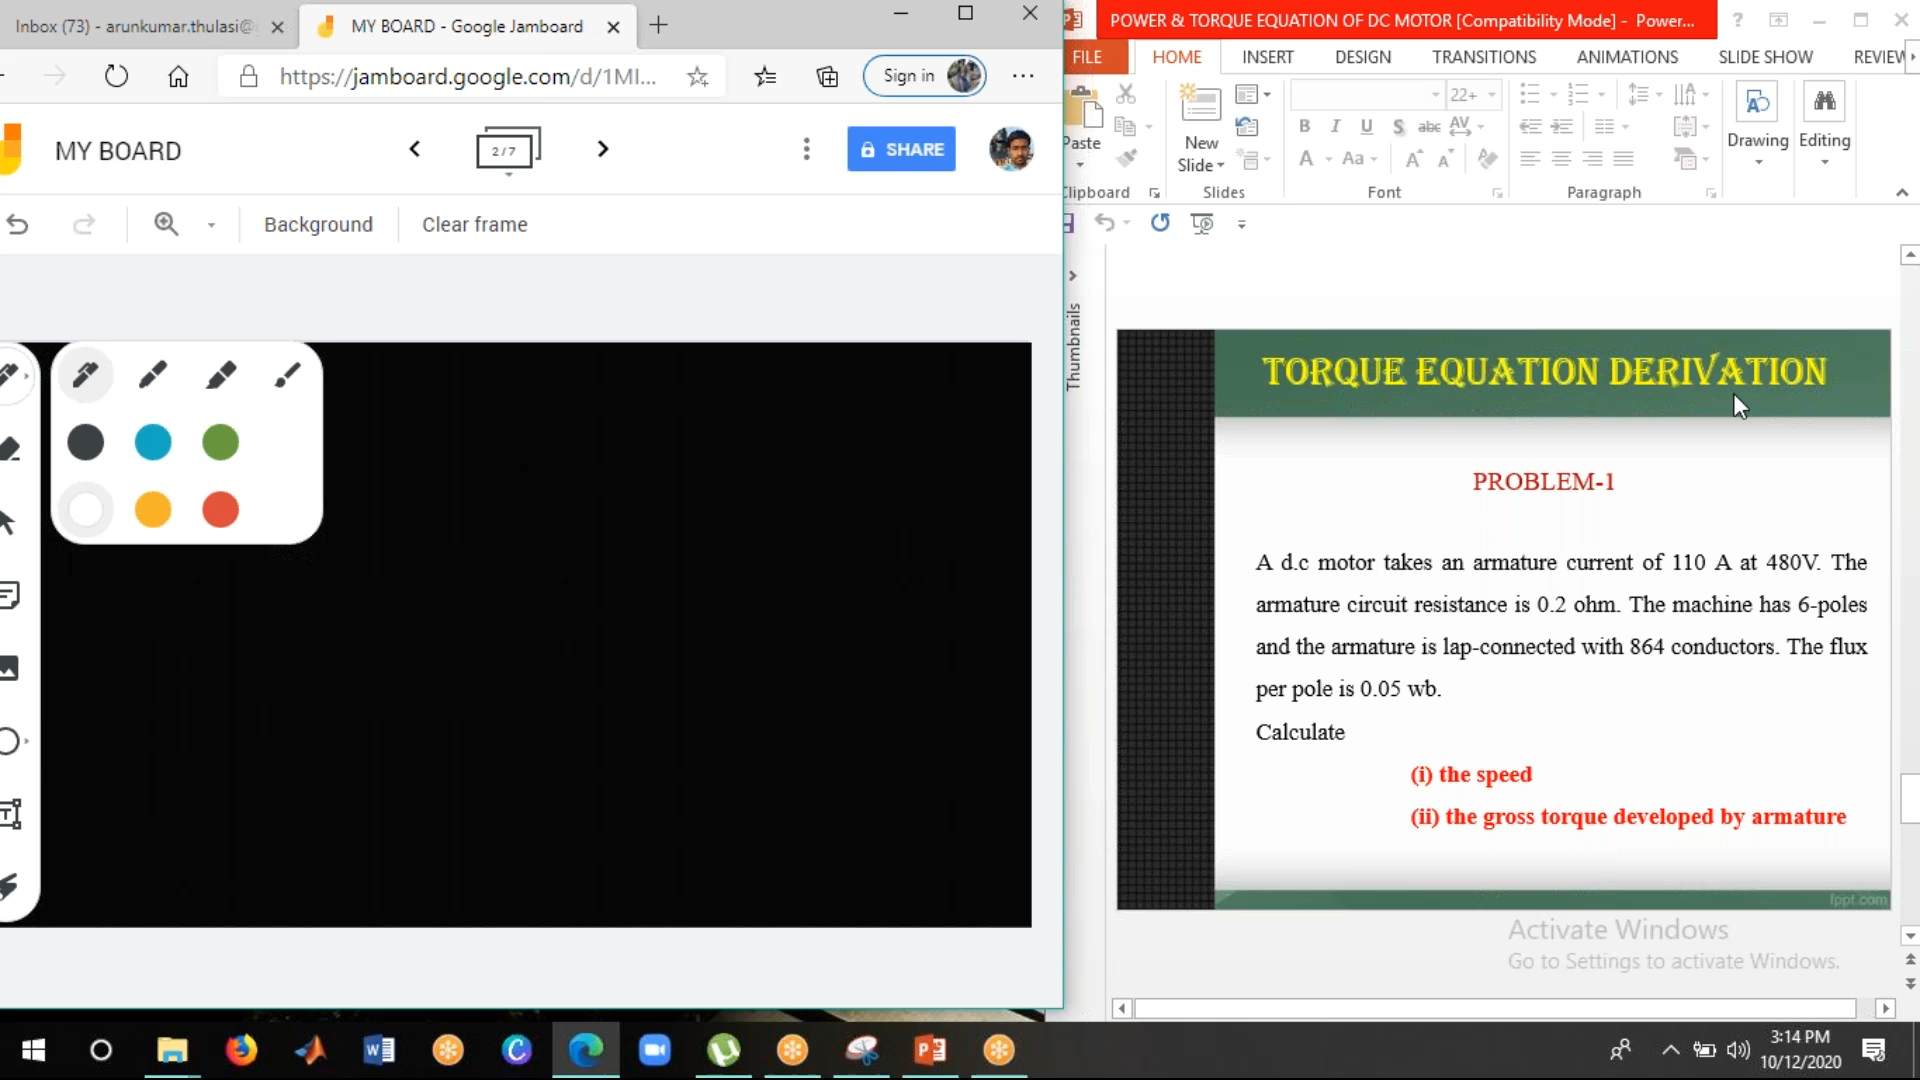 Inbox (73) - arunkumar.thulasi@
MY BOARD - Google Jamboard
https://jamboard.google.com/d/1MI...
Sign in
MY BOARD
2/7
SHARE
Background
Clear frame
POWER & TORQUE EQUATION OF DC MOTOR [Compatibility Mode] - Power...
FILE
HOME
INSERT
DESIGN
TRANSITIONS
ANIMATIONS
SLIDE SHOW
REVIEW
Paste
New
Slide
22+
B I U S abc AV
A Aa A A
Drawing
Editing
Clipboard
Slides
Font
Paragraph
Thumbnails
TORQUE EQUATION DERIVATION
PROBLEM-1
A d.c motor takes an armature current of 110 A at 480V. The
armature circuit resistance is 0.2 ohm. The machine has 6-poles
and the armature is lap-connected with 864 conductors. The flux
per pole is 0.05 wb.
Calculate
(i) the speed
(ii) the gross torque developed by armature
fppt.com
Activate Windows
Go to Settings to activate Windows.
3:14 PM
10/12/2020